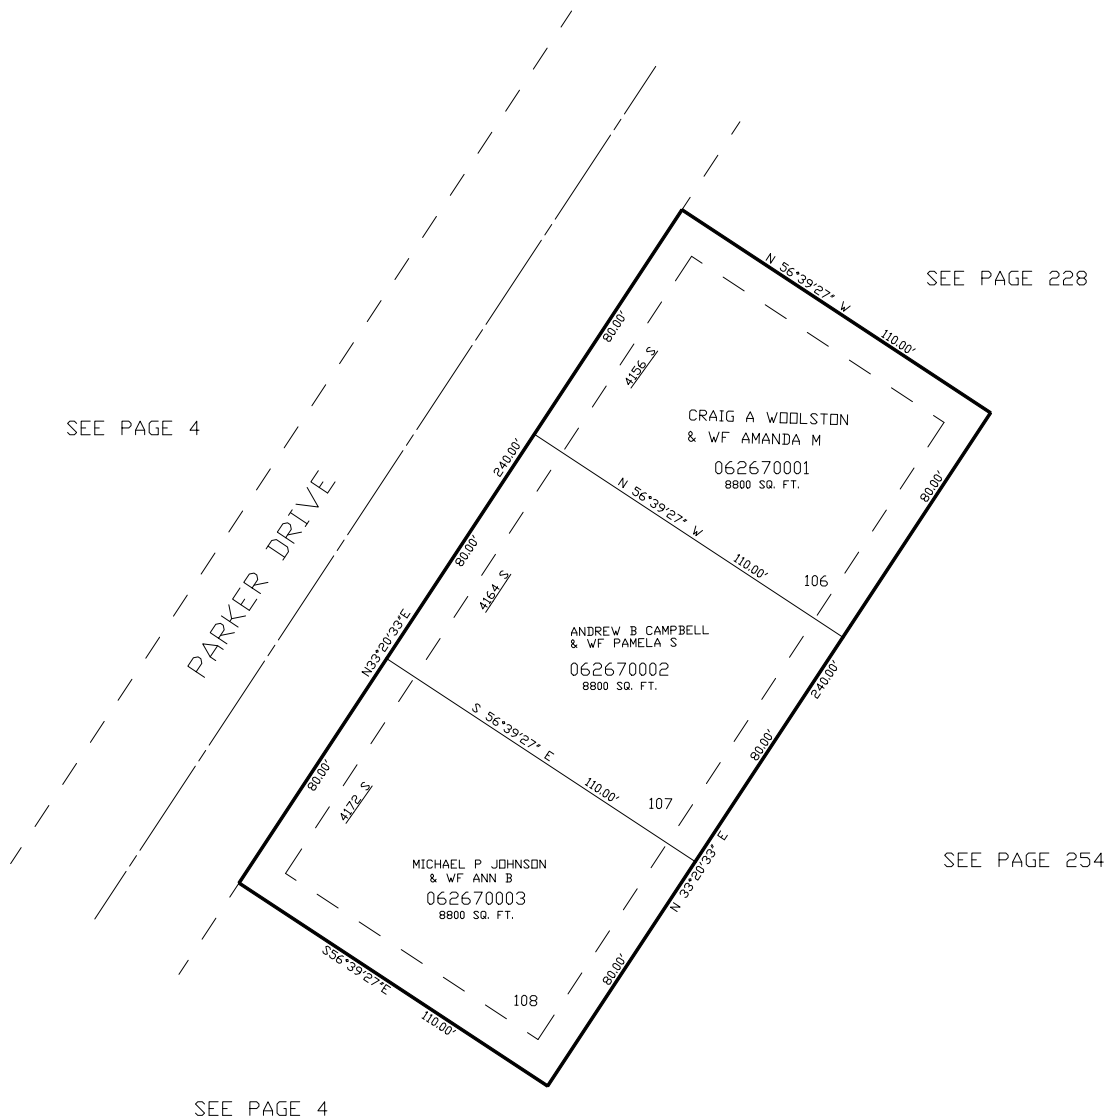 N 56°39'27" W
110.00'
SEE PAGE 228
80.00'
4156 S
CRAIG A WOOLSTON
& WF AMANDA M
062670001
8800 SQ. FT.
SEE PAGE 4
240.00'
80.00'
N 56°39'27" W
110.00'
106
PARKER DRIVE
80.00'
4164 S
ANDREW B CAMPBELL
& WF PAMELA S
062670002
8800 SQ. FT.
N33°20'33"E
240.00'
80.00'
S 56°39'27" E
110.00'
107
80.00'
4172 S
MICHAEL P JOHNSON
& WF ANN B
062670003
8800 SQ. FT.
N 33°20'33" E
SEE PAGE 254
80.00'
S56°39'27"E
110.00'
108
SEE PAGE 4